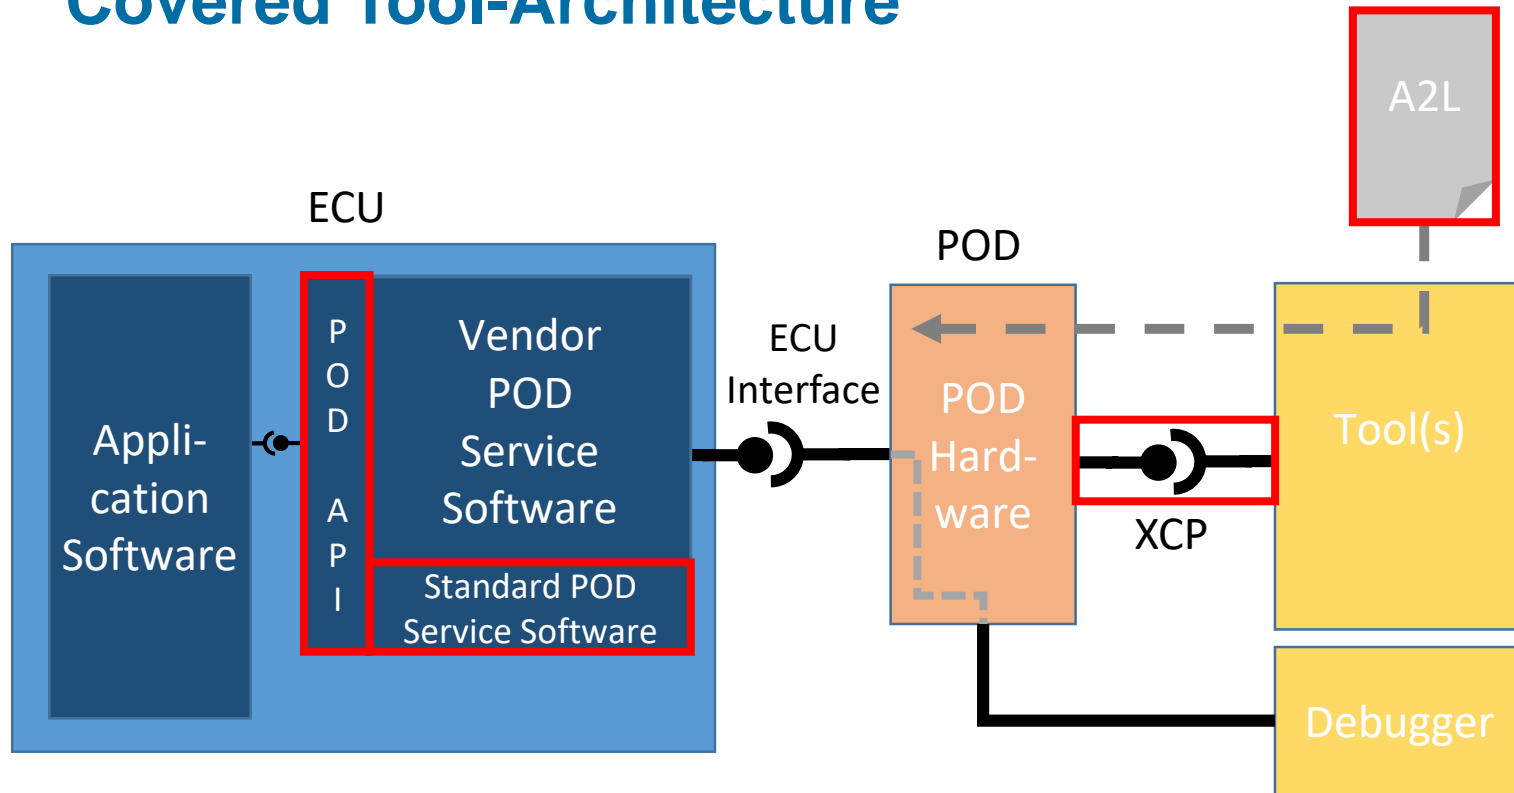 Covered Tool-Architecture
A2L
ECU
POD
P
O
D
A
P
I
Vendor
POD
Service
Software
ECU
Interface
Appli-
cation
Software
POD
Hard-
ware
Tool(s)
XCP
Standard POD
Service Software
Debugger